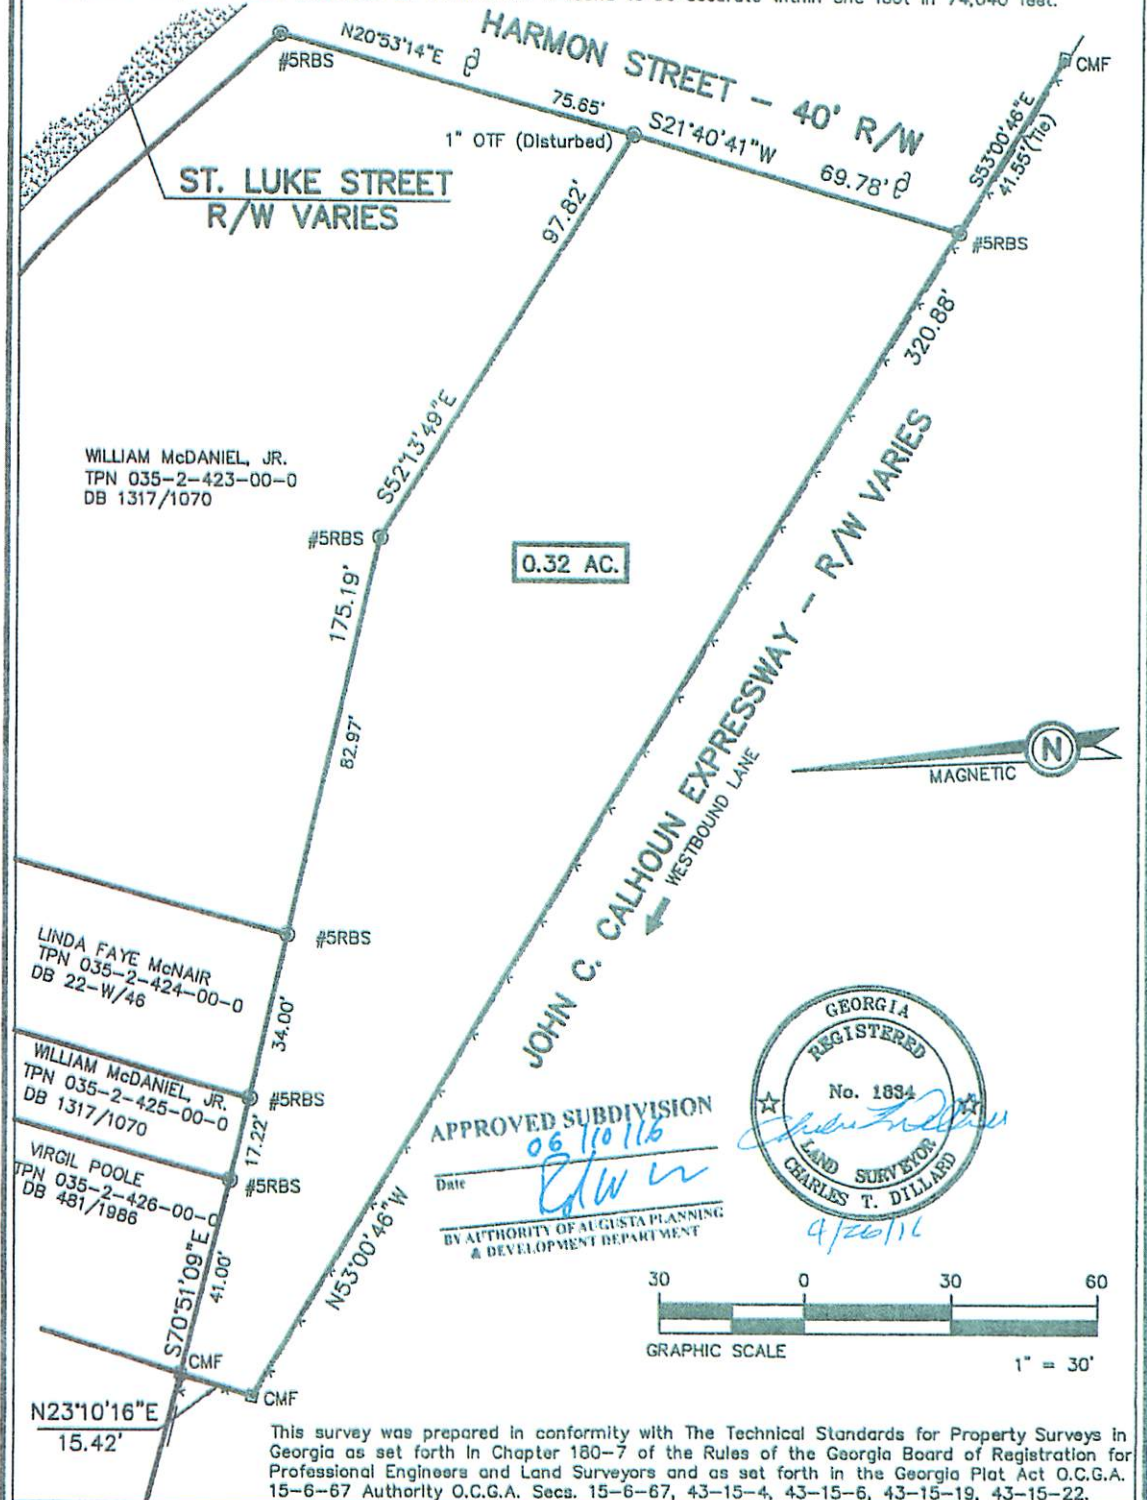 N20°53'14"E
HARMON STREET - 40' R/W
#5RBS
75.65'
1" OTF (Disturbed)
S21°40'41"W
69.78'
CMF
S53°00'46"E
41.55'(Tie)
#5RBS
ST. LUKE STREET
R/W VARIES
97.82'
320.88'
S52°13'49"E
WILLIAM McDANIEL, JR.
TPN 035-2-423-00-0
DB 1317/1070
#5RBS
0.32 AC.
175.19'
82.97'
JOHN C. CALHOUN EXPRESSWAY - R/W VARIES
WESTBOUND LANE
N
MAGNETIC
#5RBS
LINDA FAYE McNAIR
TPN 035-2-424-00-0
DB 22-W/46
34.00'
WILLIAM McDANIEL, JR.
TPN 035-2-425-00-0
DB 1317/1070
#5RBS
17.22'
VIRGIL POOLE
TPN 035-2-426-00-0
DB 481/1986
#5RBS
S70°51'09"E
41.00'
CMF
N53°00'46"W
CMF
N23°10'16"E
15.42'
APPROVED SUBDIVISION
06/10/16
Date
BY AUTHORITY OF AUGUSTA PLANNING
& DEVELOPMENT DEPARTMENT
GEORGIA
REGISTERED
No. 1834
LAND SURVEYOR
CHARLES T. DILLARD
30 0 30 60
GRAPHIC SCALE
1" = 30'
This survey was prepared in conformity with The Technical Standards for Property Surveys in
Georgia as set forth in Chapter 180-7 of the Rules of the Georgia Board of Registration for
Professional Engineers and Land Surveyors and as set forth in the Georgia Plat Act O.C.G.A.
15-6-67 Authority O.C.G.A. Secs. 15-6-67, 43-15-4, 43-15-6, 43-15-19, 43-15-22.